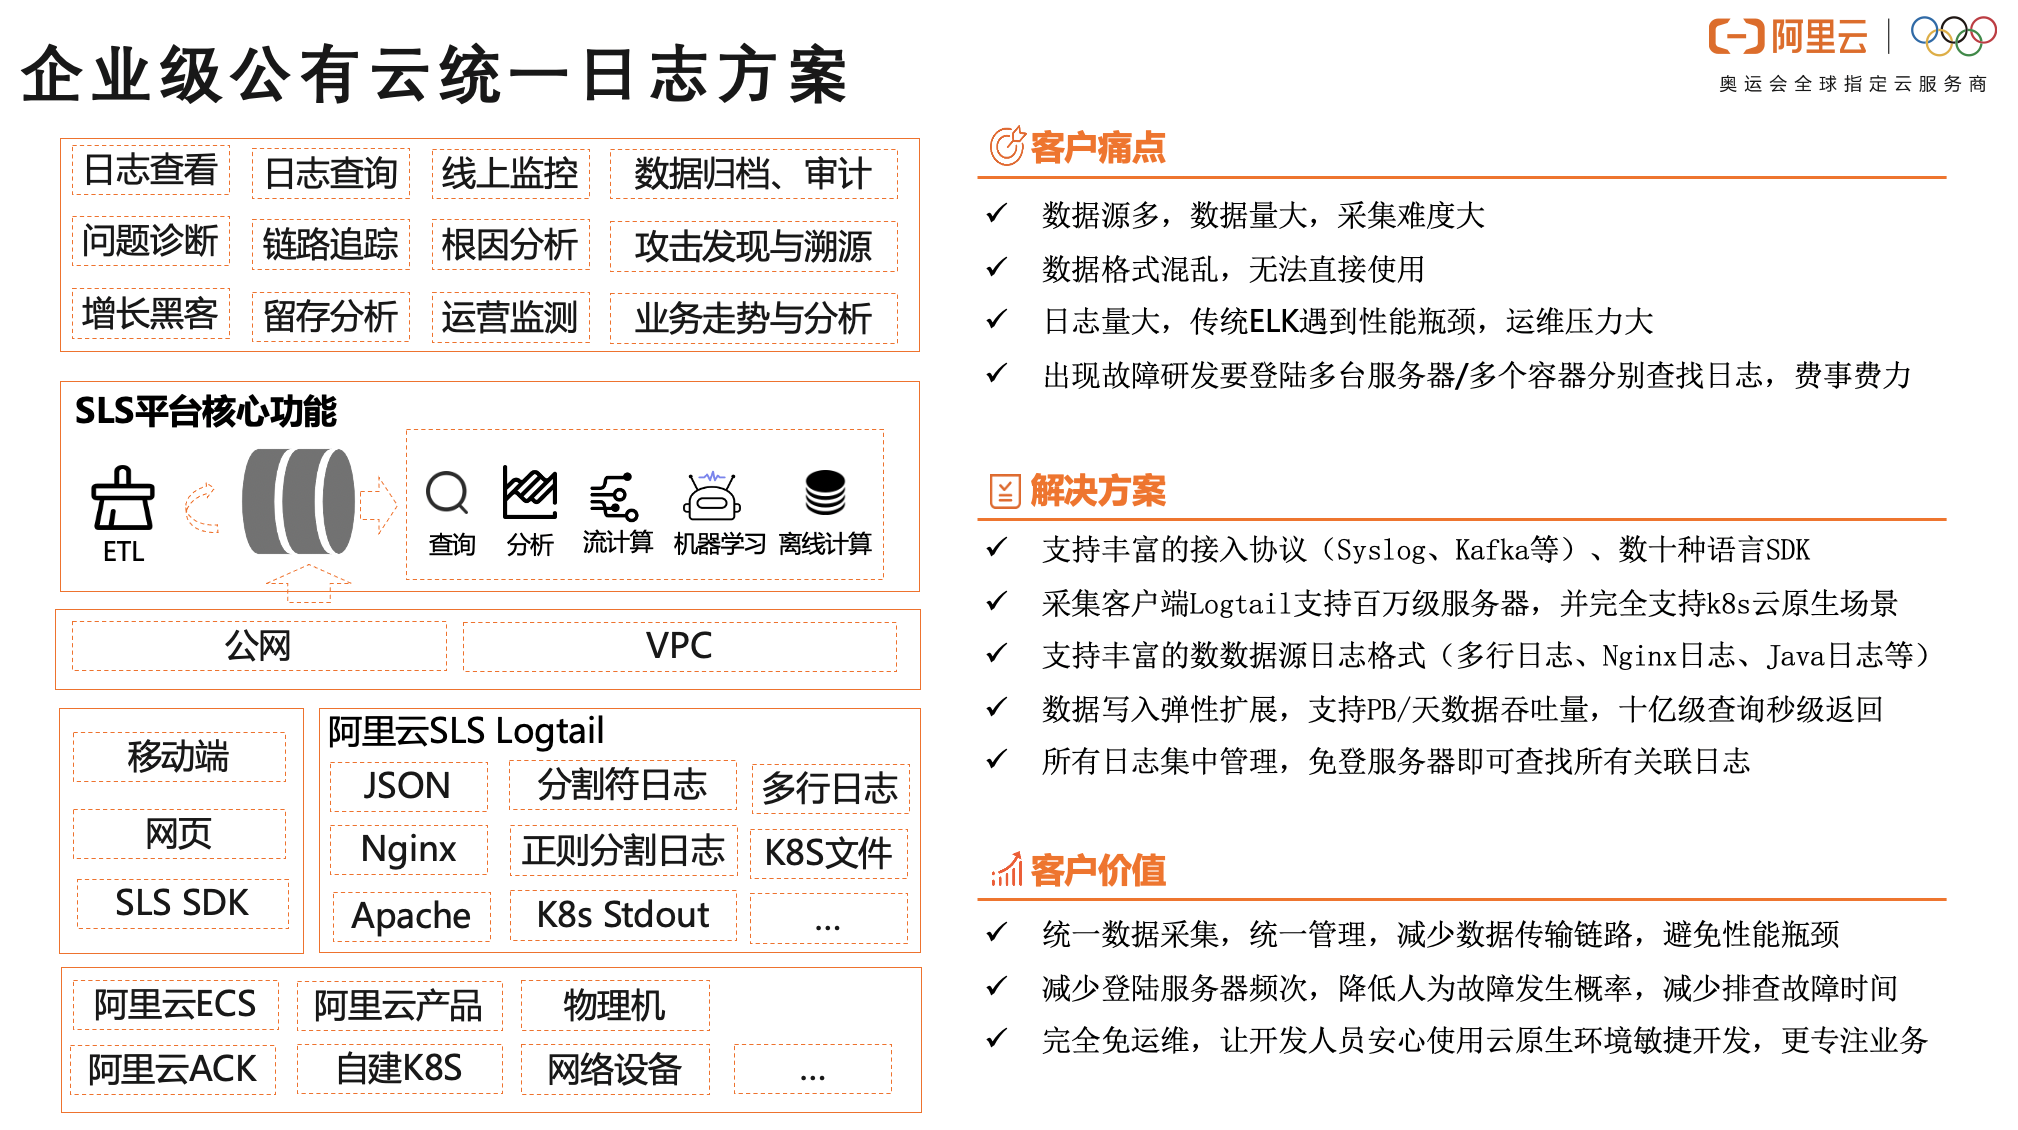 企业级公有云统一日志方案
阿里云
奥运会全球指定云服务商
日志查看 日志查询 线上监控 数据归档、审计
问题诊断 链路追踪 根因分析 攻击发现与溯源
增长黑客 留存分析 运营监测 业务走势与分析
SLS平台核心功能
ETL 查询 分析 流计算 机器学习 离线计算
公网 VPC
移动端
网页
SLS SDK
阿里云SLS Logtail
JSON 分割符日志 多行日志
Nginx 正则分割日志 K8S文件
Apache K8s Stdout ...
阿里云ECS 阿里云产品 物理机
阿里云ACK 自建K8S 网络设备 ...
客户痛点
✓ 数据源多，数据量大，采集难度大
✓ 数据格式混乱，无法直接使用
✓ 日志量大，传统ELK遇到性能瓶颈，运维压力大
✓ 出现故障研发要登陆多台服务器/多个容器分别查找日志，费事费力
解决方案
✓ 支持丰富的接入协议（Syslog、Kafka等）、数十种语言SDK
✓ 采集客户端Logtail支持百万级服务器，并完全支持k8s云原生场景
✓ 支持丰富的数数据源日志格式（多行日志、Nginx日志、Java日志等）
✓ 数据写入弹性扩展，支持PB/天数据吞吐量，十亿级查询秒级返回
✓ 所有日志集中管理，免登服务器即可查找所有关联日志
客户价值
✓ 统一数据采集，统一管理，减少数据传输链路，避免性能瓶颈
✓ 减少登陆服务器频次，降低人为故障发生概率，减少排查故障时间
✓ 完全免运维，让开发人员安心使用云原生环境敏捷开发，更专注业务